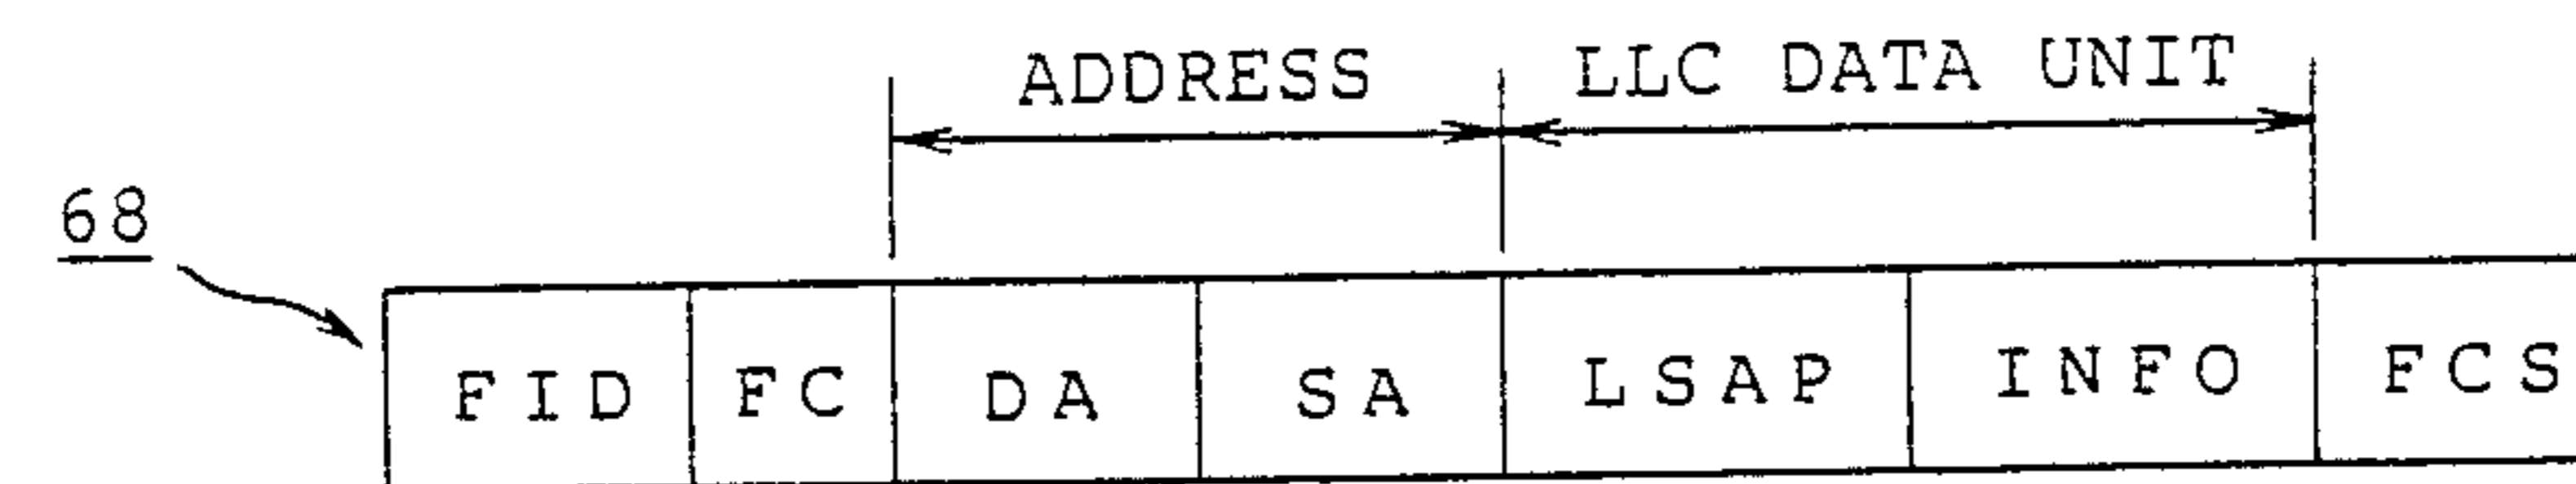 ADDRESS LLC DATA UNIT
68
FID FC DA SA LSAP INFO FCS